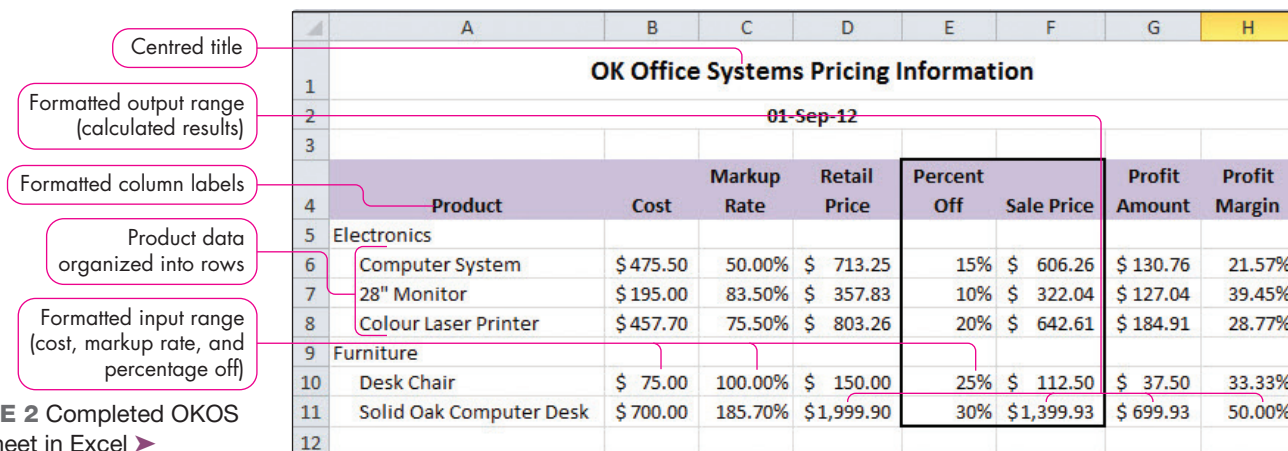 Centred title
Formatted output range
(calculated results)
Formatted column labels
Product data
organized into rows
Formatted input range
(cost, markup rate, and
percentage off)
E 2 Completed OKOS
eet in Excel ➤
A B C D E F G H
1 OK Office Systems Pricing Information
2 01-Sep-12
3
Markup Retail Percent Profit Profit
4 Product Cost Rate Price Off Sale Price Amount Margin
5 Electronics
6 Computer System $ 475.50 50.00% $ 713.25 15% $ 606.26 $ 130.76 21.57%
7 28" Monitor $ 195.00 83.50% $ 357.83 10% $ 322.04 $ 127.04 39.45%
8 Colour Laser Printer $ 457.70 75.50% $ 803.26 20% $ 642.61 $ 184.91 28.77%
9 Furniture
10 Desk Chair $ 75.00 100.00% $ 150.00 25% $ 112.50 $ 37.50 33.33%
11 Solid Oak Computer Desk $ 700.00 185.70% $1,999.90 30% $1,399.93 $ 699.93 50.00%
12